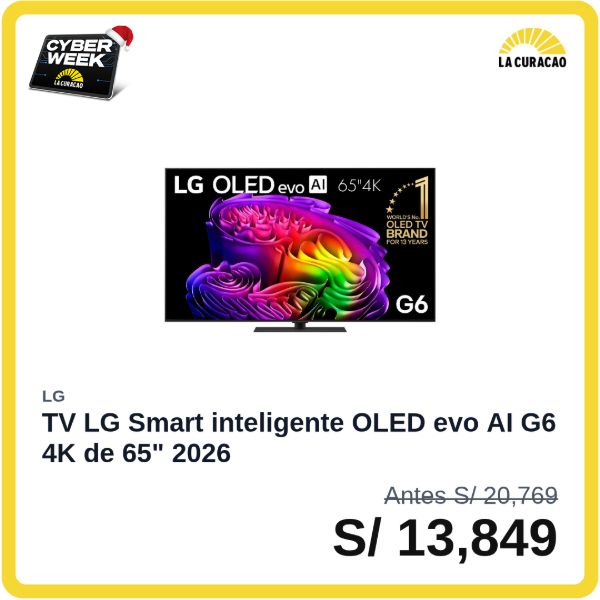 CYBER
WEEK
LA CURACAO
LA CURACAO
LG OLED evo AI 65"4K
1
WORLD'S No.
OLED TV
BRAND
FOR 13 YEARS
G6
LG
TV LG Smart inteligente OLED evo AI G6
4K de 65" 2026
Antes S/ 20,769
S/ 13,849